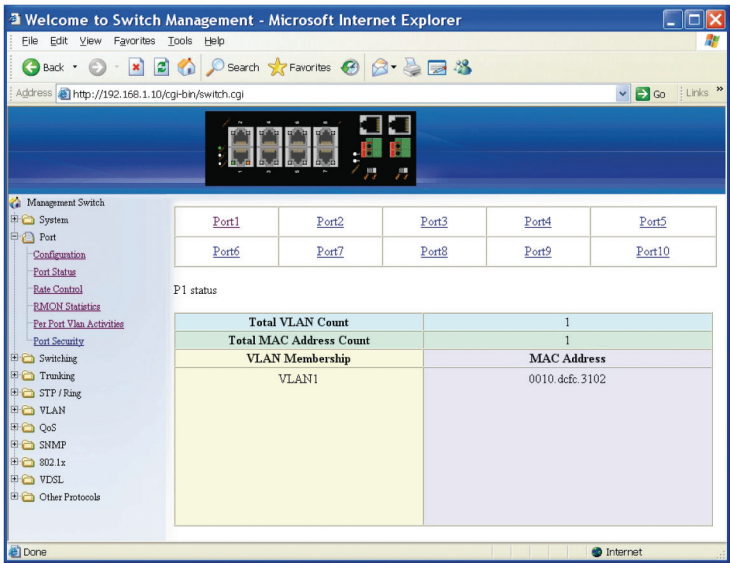 Welcome to Switch Management - Microsoft Internet Explorer
File Edit View Favorites Tools Help
Back Search Favorites
Address http://192.168.1.10/cgi-bin/switch.cgi Go Links »
Management Switch
System
Port
Configuration
Port Status
Rate Control
RMON Statistics
Per Port Vlan Activities
Port Security
Switching
Trunking
STP / Ring
VLAN
QoS
SNMP
802.1x
VDSL
Other Protocols
Port1 Port2 Port3 Port4 Port5
Port6 Port7 Port8 Port9 Port10
P1 status
Total VLAN Count 1
Total MAC Address Count 1
VLAN Membership MAC Address
VLAN1 0010.dcfc.3102
Done Internet